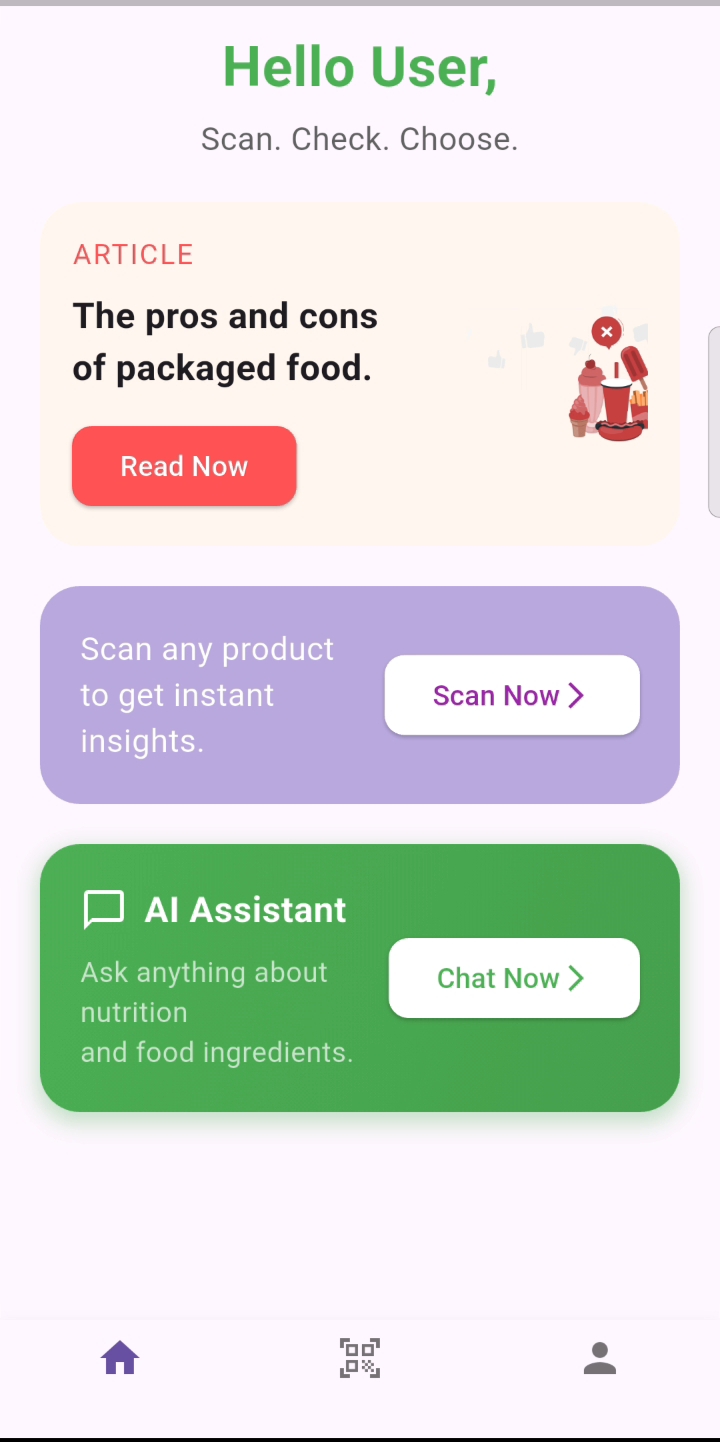 Hello User,
Scan. Check. Choose.
ARTICLE
The pros and cons
of packaged food.
Read Now
Scan any product
to get instant
insights.
Scan Now
AI Assistant
Ask anything about
nutrition
and food ingredients.
Chat Now